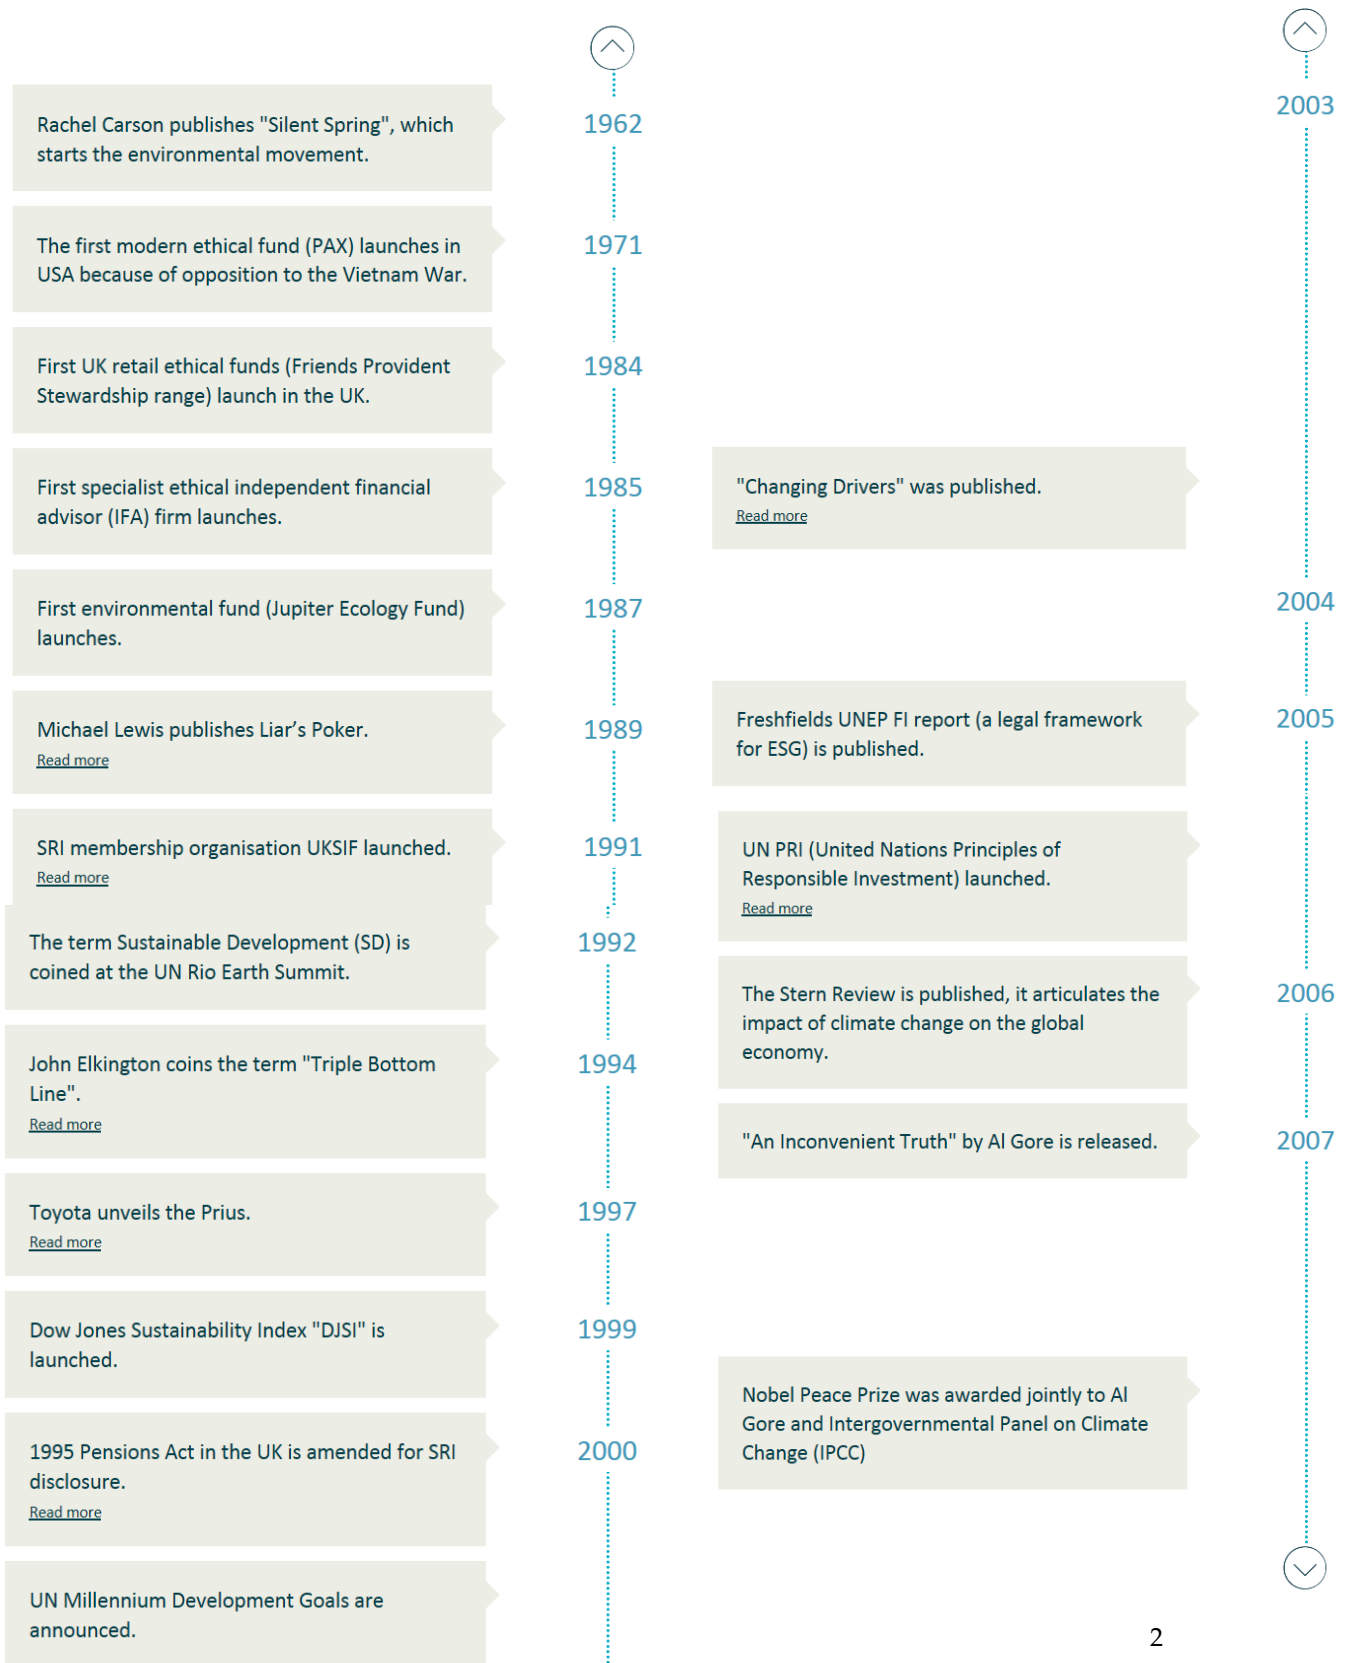 Rachel Carson publishes "Silent Spring", which
starts the environmental movement.
1962
The first modern ethical fund (PAX) launches in
USA because of opposition to the Vietnam War.
1971
First UK retail ethical funds (Friends Provident
Stewardship range) launch in the UK.
1984
First specialist ethical independent financial
advisor (IFA) firm launches.
1985
First environmental fund (Jupiter Ecology Fund)
launches.
1987
Michael Lewis publishes Liar’s Poker.
Read more
1989
SRI membership organisation UKSIF launched.
Read more
1991
The term Sustainable Development (SD) is
coined at the UN Rio Earth Summit.
1992
John Elkington coins the term "Triple Bottom
Line".
Read more
1994
Toyota unveils the Prius.
Read more
1997
Dow Jones Sustainability Index "DJSI" is
launched.
1999
1995 Pensions Act in the UK is amended for SRI
disclosure.
Read more
2000
UN Millennium Development Goals are
announced.
2003
"Changing Drivers" was published.
Read more
2004
Freshfields UNEP FI report (a legal framework
for ESG) is published.
2005
UN PRI (United Nations Principles of
Responsible Investment) launched.
Read more
The Stern Review is published, it articulates the
impact of climate change on the global
economy.
2006
"An Inconvenient Truth" by Al Gore is released.
2007
Nobel Peace Prize was awarded jointly to Al
Gore and Intergovernmental Panel on Climate
Change (IPCC)
2